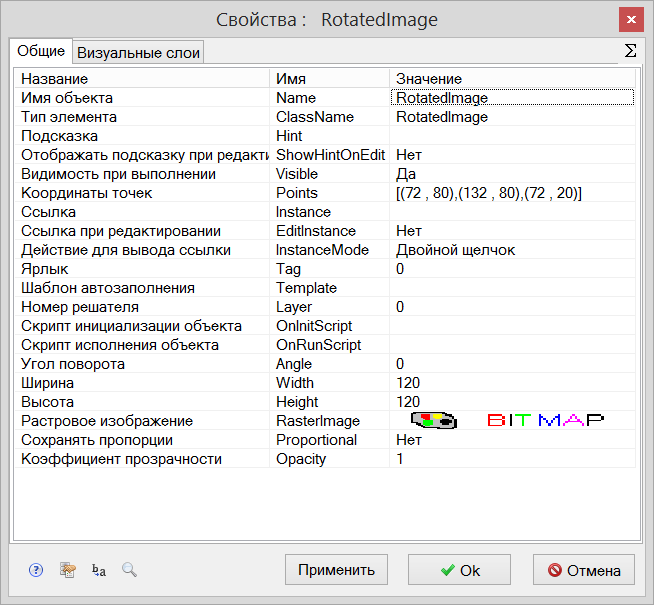 Свойства :   RotatedImage
Общие Визуальные слои Σ
Название Имя Значение
Имя объекта Name RotatedImage
Тип элемента ClassName RotatedImage
Подсказка Hint
Отображать подсказку при редакти ShowHintOnEdit Нет
Видимость при выполнении Visible Да
Координаты точек Points [(72 , 80),(132 , 80),(72 , 20)]
Ссылка Instance
Ссылка при редактировании EditInstance Нет
Действие для вывода ссылки InstanceMode Двойной щелчок
Ярлык Tag 0
Шаблон автозаполнения Template
Номер решателя Layer 0
Скрипт инициализации объекта OnInitScript
Скрипт исполнения объекта OnRunScript
Угол поворота Angle 0
Ширина Width 120
Высота Height 120
Растровое изображение RasterImage BITMAP
Сохранять пропорции Proportional Нет
Коэффициент прозрачности Opacity 1
? b a Применить Ok Отмена